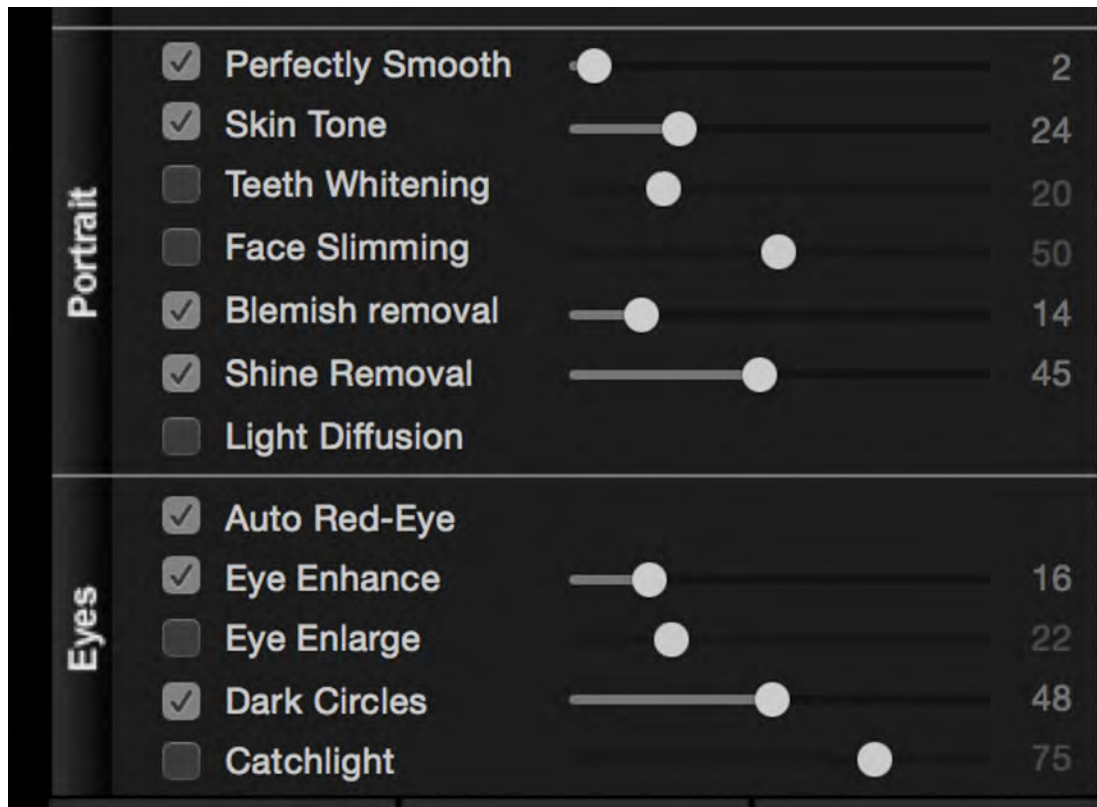 Portrait
Perfectly Smooth 2
Skin Tone 24
Teeth Whitening 20
Face Slimming 50
Blemish removal 14
Shine Removal 45
Light Diffusion
Eyes
Auto Red-Eye
Eye Enhance 16
Eye Enlarge 22
Dark Circles 48
Catchlight 75